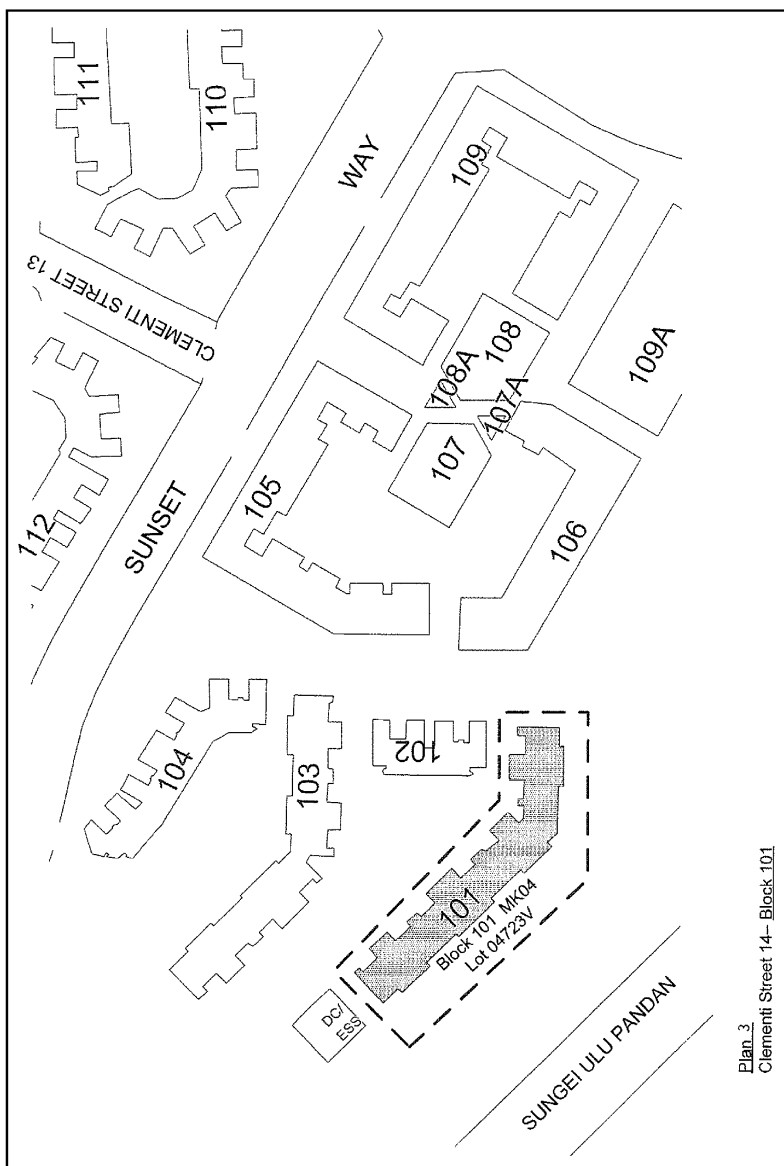 111
110
WAY
109
CLEMENTI STREET 13
108A
108
107A
109A
112
SUNSET
105
107
106
104
103
102
101
Block 101 MK04
Lot 04723V
DC/
ESS
SUNGEI ULU PANDAN
Plan 3
Clementi Street 14– Block 101